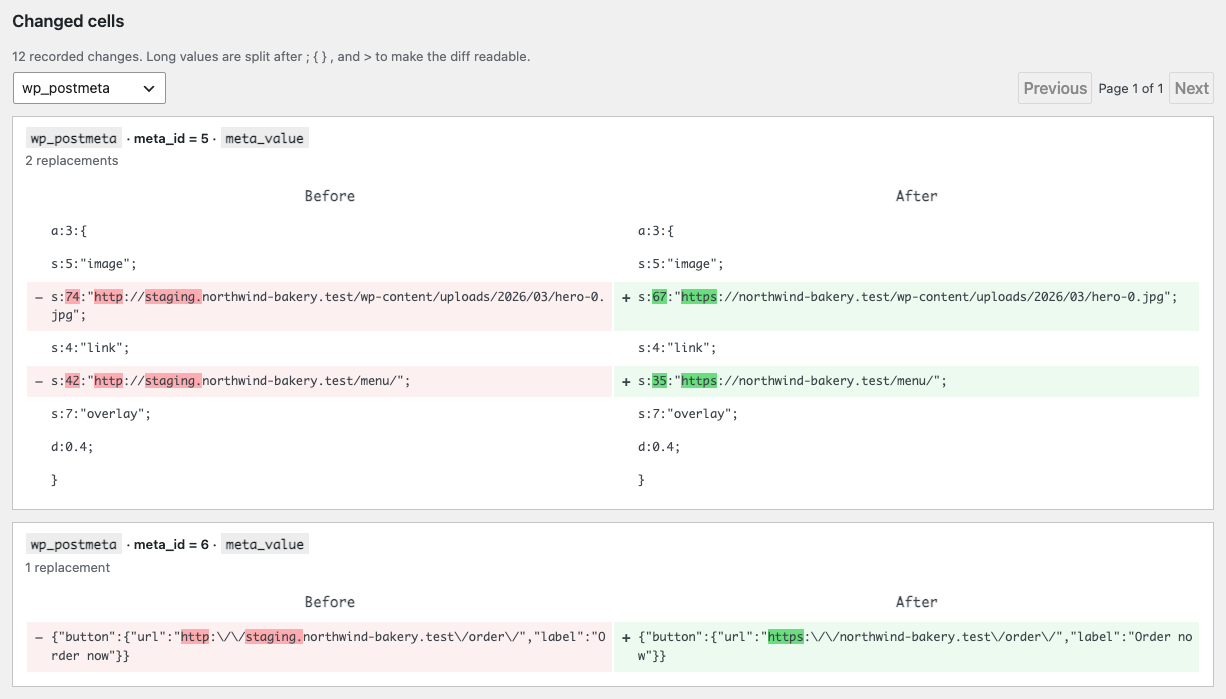 Changed cells
12 recorded changes. Long values are split after ; { } , and > to make the diff readable.
wp_postmeta
Previous Page 1 of 1 Next
wp_postmeta · meta_id = 5 · meta_value
2 replacements
Before After
a:3:{ a:3:{
s:5:"image"; s:5:"image";
− s:74:"http://staging.northwind-bakery.test/wp-content/uploads/2026/03/hero-0. + s:67:"https://northwind-bakery.test/wp-content/uploads/2026/03/hero-0.jpg";
jpg";
s:4:"link"; s:4:"link";
− s:42:"http://staging.northwind-bakery.test/menu/"; + s:35:"https://northwind-bakery.test/menu/";
s:7:"overlay"; s:7:"overlay";
d:0.4; d:0.4;
} }
wp_postmeta · meta_id = 6 · meta_value
1 replacement
Before After
− {"button":{"url":"http:\/\/staging.northwind-bakery.test\/order\/","label":"O + {"button":{"url":"https:\/\/northwind-bakery.test\/order\/","label":"Order no
rder now"}} w"}}